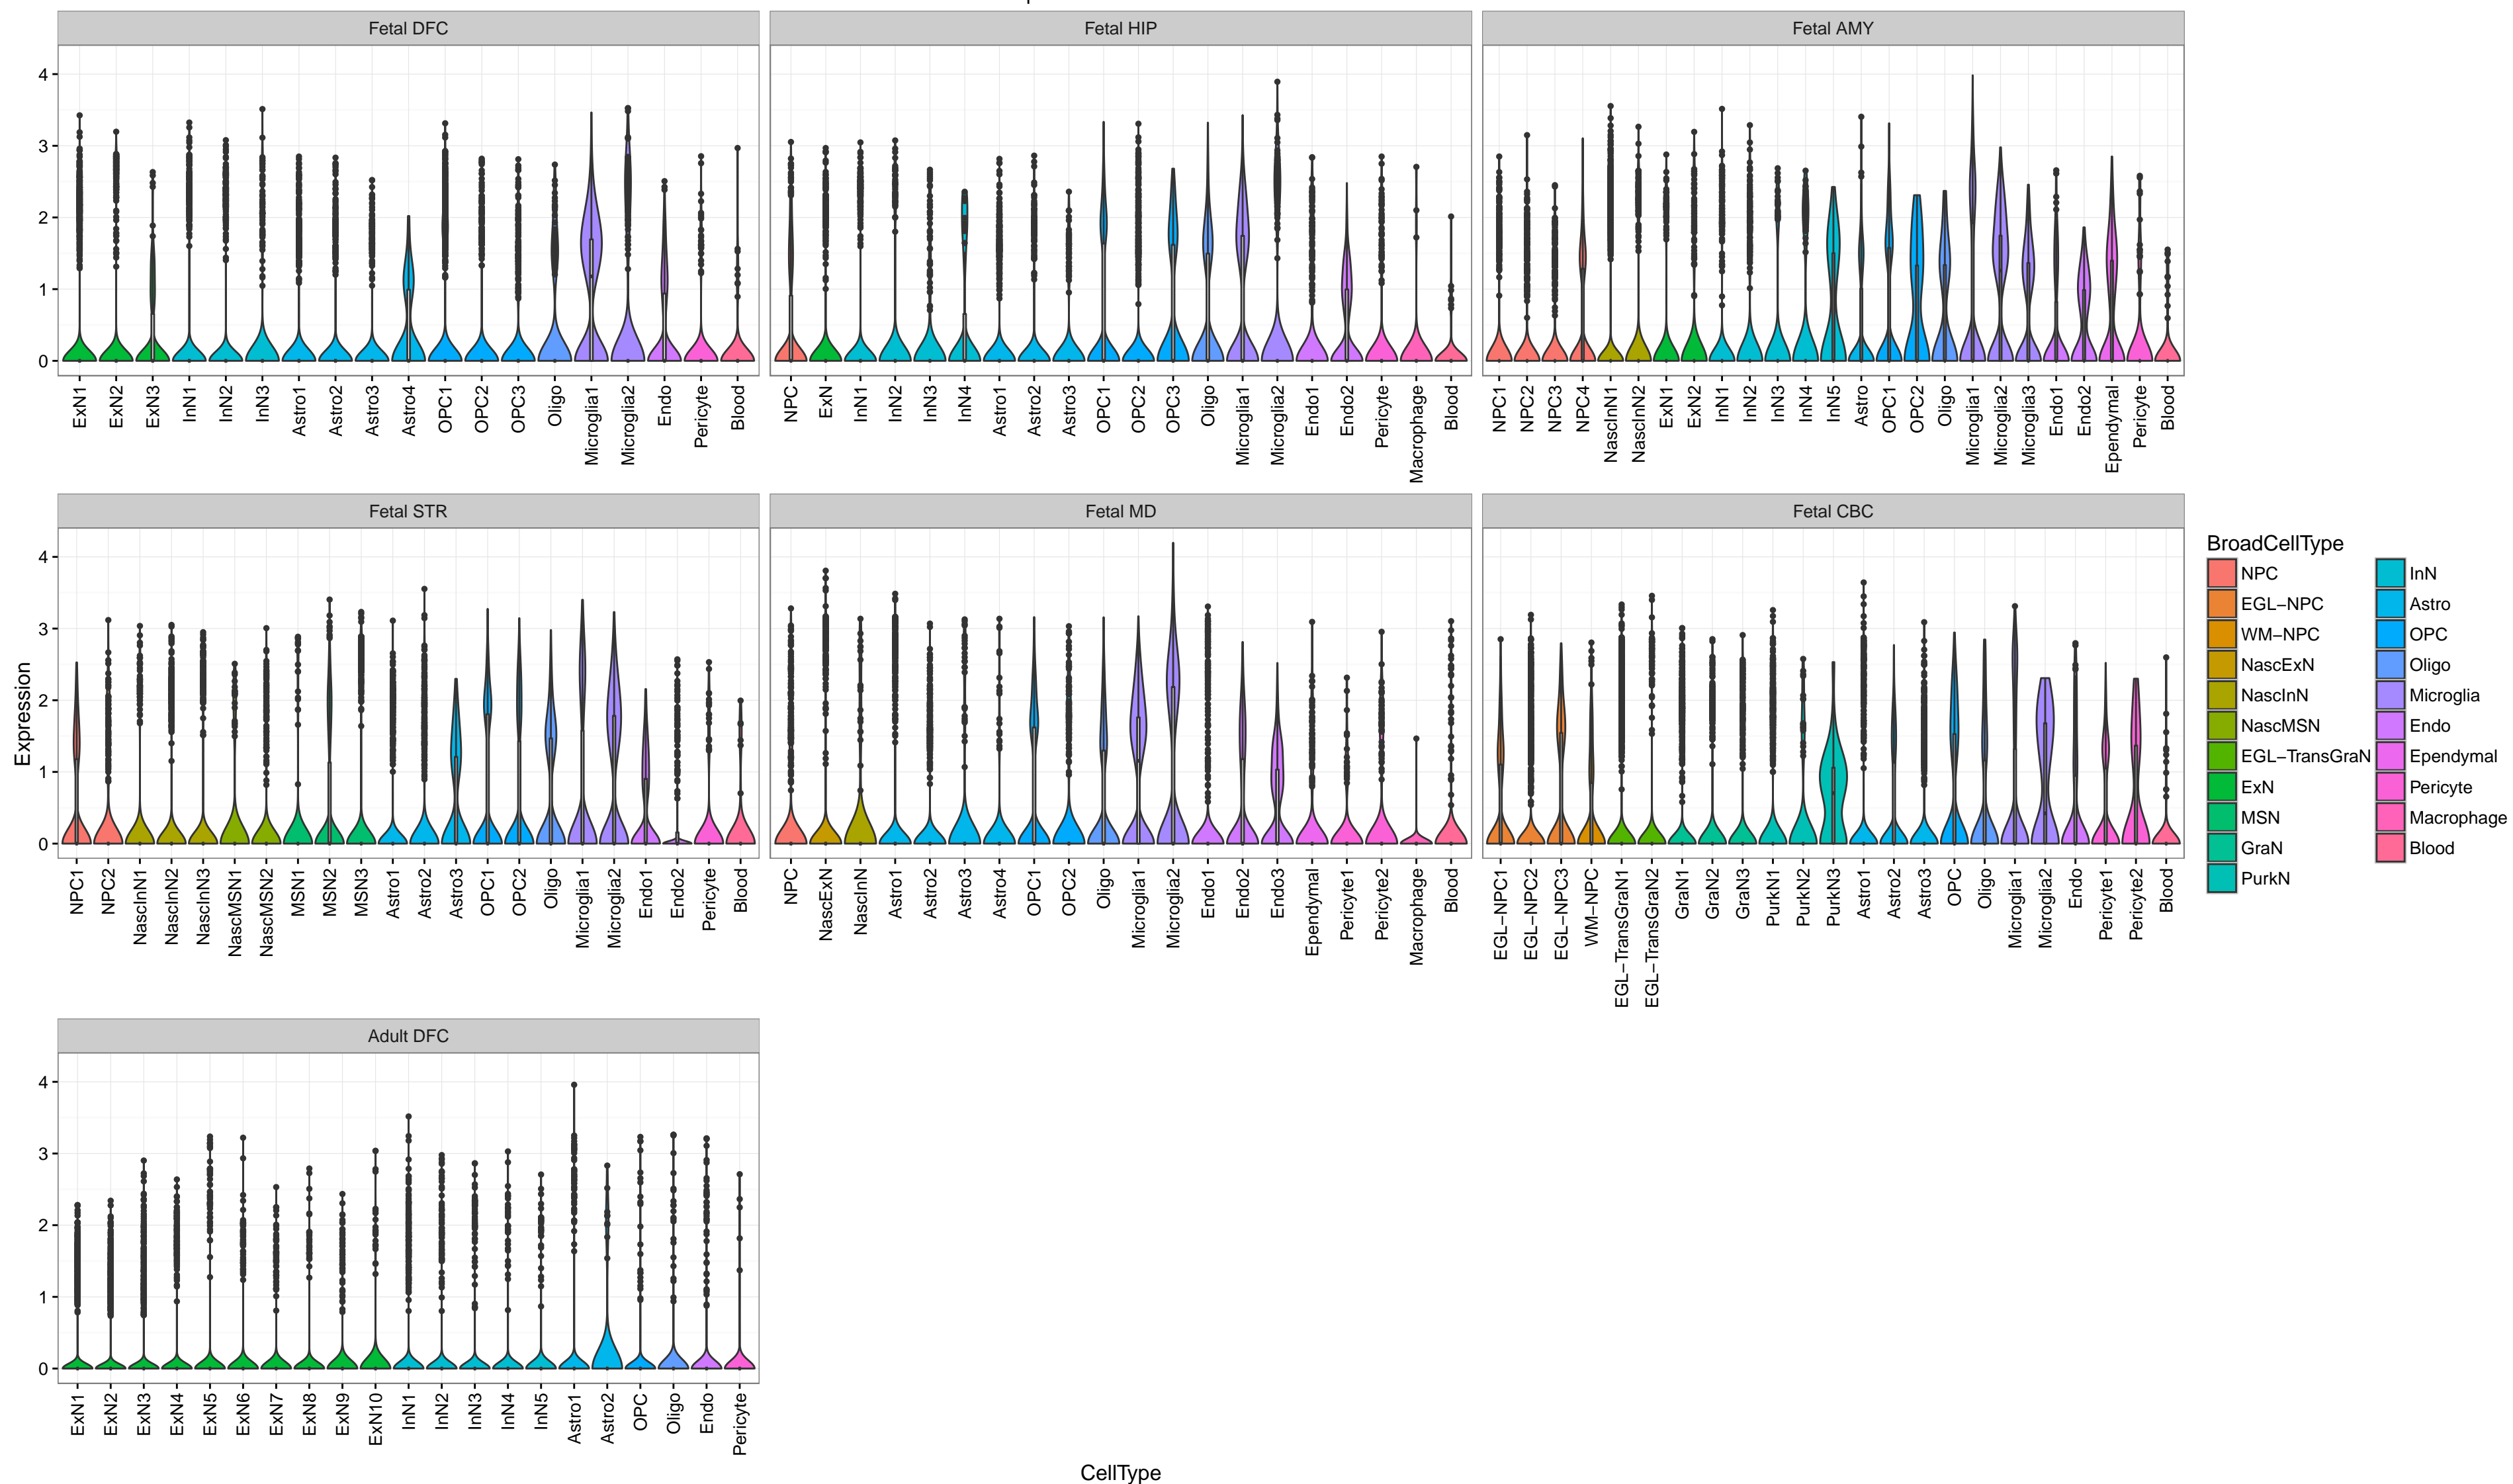 Fetal DFC
Fetal HIP
Fetal AMY
4
3
2
1
0
ExN1 ExN2 ExN3 InN1 InN2 InN3 Astro1 Astro2 Astro3 Astro4 OPC1 OPC2 OPC3 Oligo Microglia1 Microglia2 Endo Pericyte Blood
NPC ExN InN1 InN2 InN3 InN4 Astro1 Astro2 Astro3 OPC1 OPC2 OPC3 Oligo Microglia1 Microglia2 Endo1 Endo2 Pericyte Macrophage Blood
NPC1 NPC2 NPC3 NPC4 NascInN1 NascInN2 ExN1 ExN2 InN1 InN2 InN3 InN4 InN5 Astro OPC1 OPC2 Oligo Microglia1 Microglia2 Microglia3 Endo1 Endo2 Ependymal Pericyte Blood
Fetal STR
Fetal MD
Fetal CBC
Expression
4
3
2
1
0
NPC1 NPC2 NascInN1 NascInN2 NascInN3 NascMSN1 NascMSN2 MSN1 MSN2 MSN3 Astro1 Astro2 Astro3 OPC1 OPC2 Oligo Microglia1 Microglia2 Endo1 Endo2 Pericyte Blood
NPC NascExN NascInN Astro1 Astro2 Astro3 Astro4 OPC1 OPC2 Oligo Microglia1 Microglia2 Endo1 Endo2 Endo3 Ependymal Pericyte1 Pericyte2 Macrophage Blood
EGL−NPC1 EGL−NPC2 EGL−NPC3 WM−NPC EGL−TransGraN1 EGL−TransGraN2 GraN1 GraN2 GraN3 PurkN1 PurkN2 PurkN3 Astro1 Astro2 Astro3 OPC Oligo Microglia1 Microglia2 Endo Pericyte1 Pericyte2 Blood
BroadCellType
NPC
EGL−NPC
WM−NPC
NascExN
NascInN
NascMSN
EGL−TransGraN
ExN
MSN
GraN
PurkN
InN
Astro
OPC
Oligo
Microglia
Endo
Ependymal
Pericyte
Macrophage
Blood
Adult DFC
4
3
2
1
0
ExN1 ExN2 ExN3 ExN4 ExN5 ExN6 ExN7 ExN8 ExN9 ExN10 InN1 InN2 InN3 InN4 InN5 Astro1 Astro2 OPC Oligo Endo Pericyte
CellType